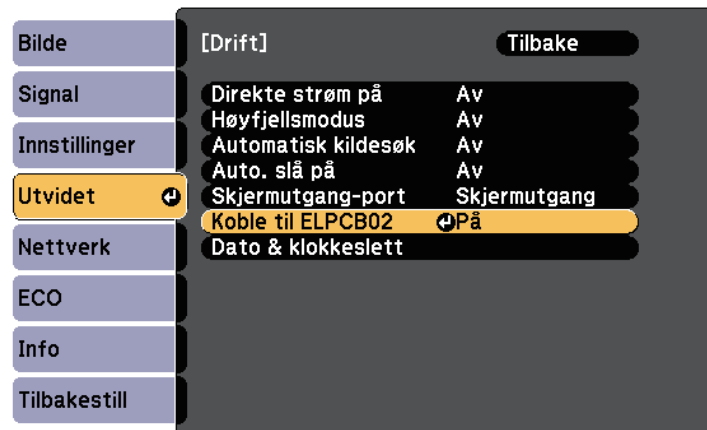 Bilde
Signal
Innstillinger
Utvidet
Nettverk
ECO
Info
Tilbakestill
[Drift] Tilbake
Direkte strøm på Av
Høyfjellsmodus Av
Automatisk kildesøk Av
Auto. slå på Av
Skjermutgang-port Skjermutgang
Koble til ELPCB02 På
Dato & klokkeslett